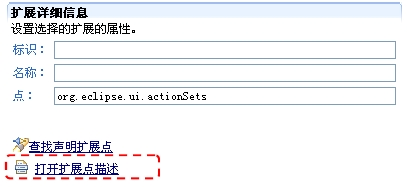 扩展详细信息
设置选择的扩展的属性。
标识：
名称：
点： org.eclipse.ui.actionSets
查找声明扩展点
打开扩展点描述